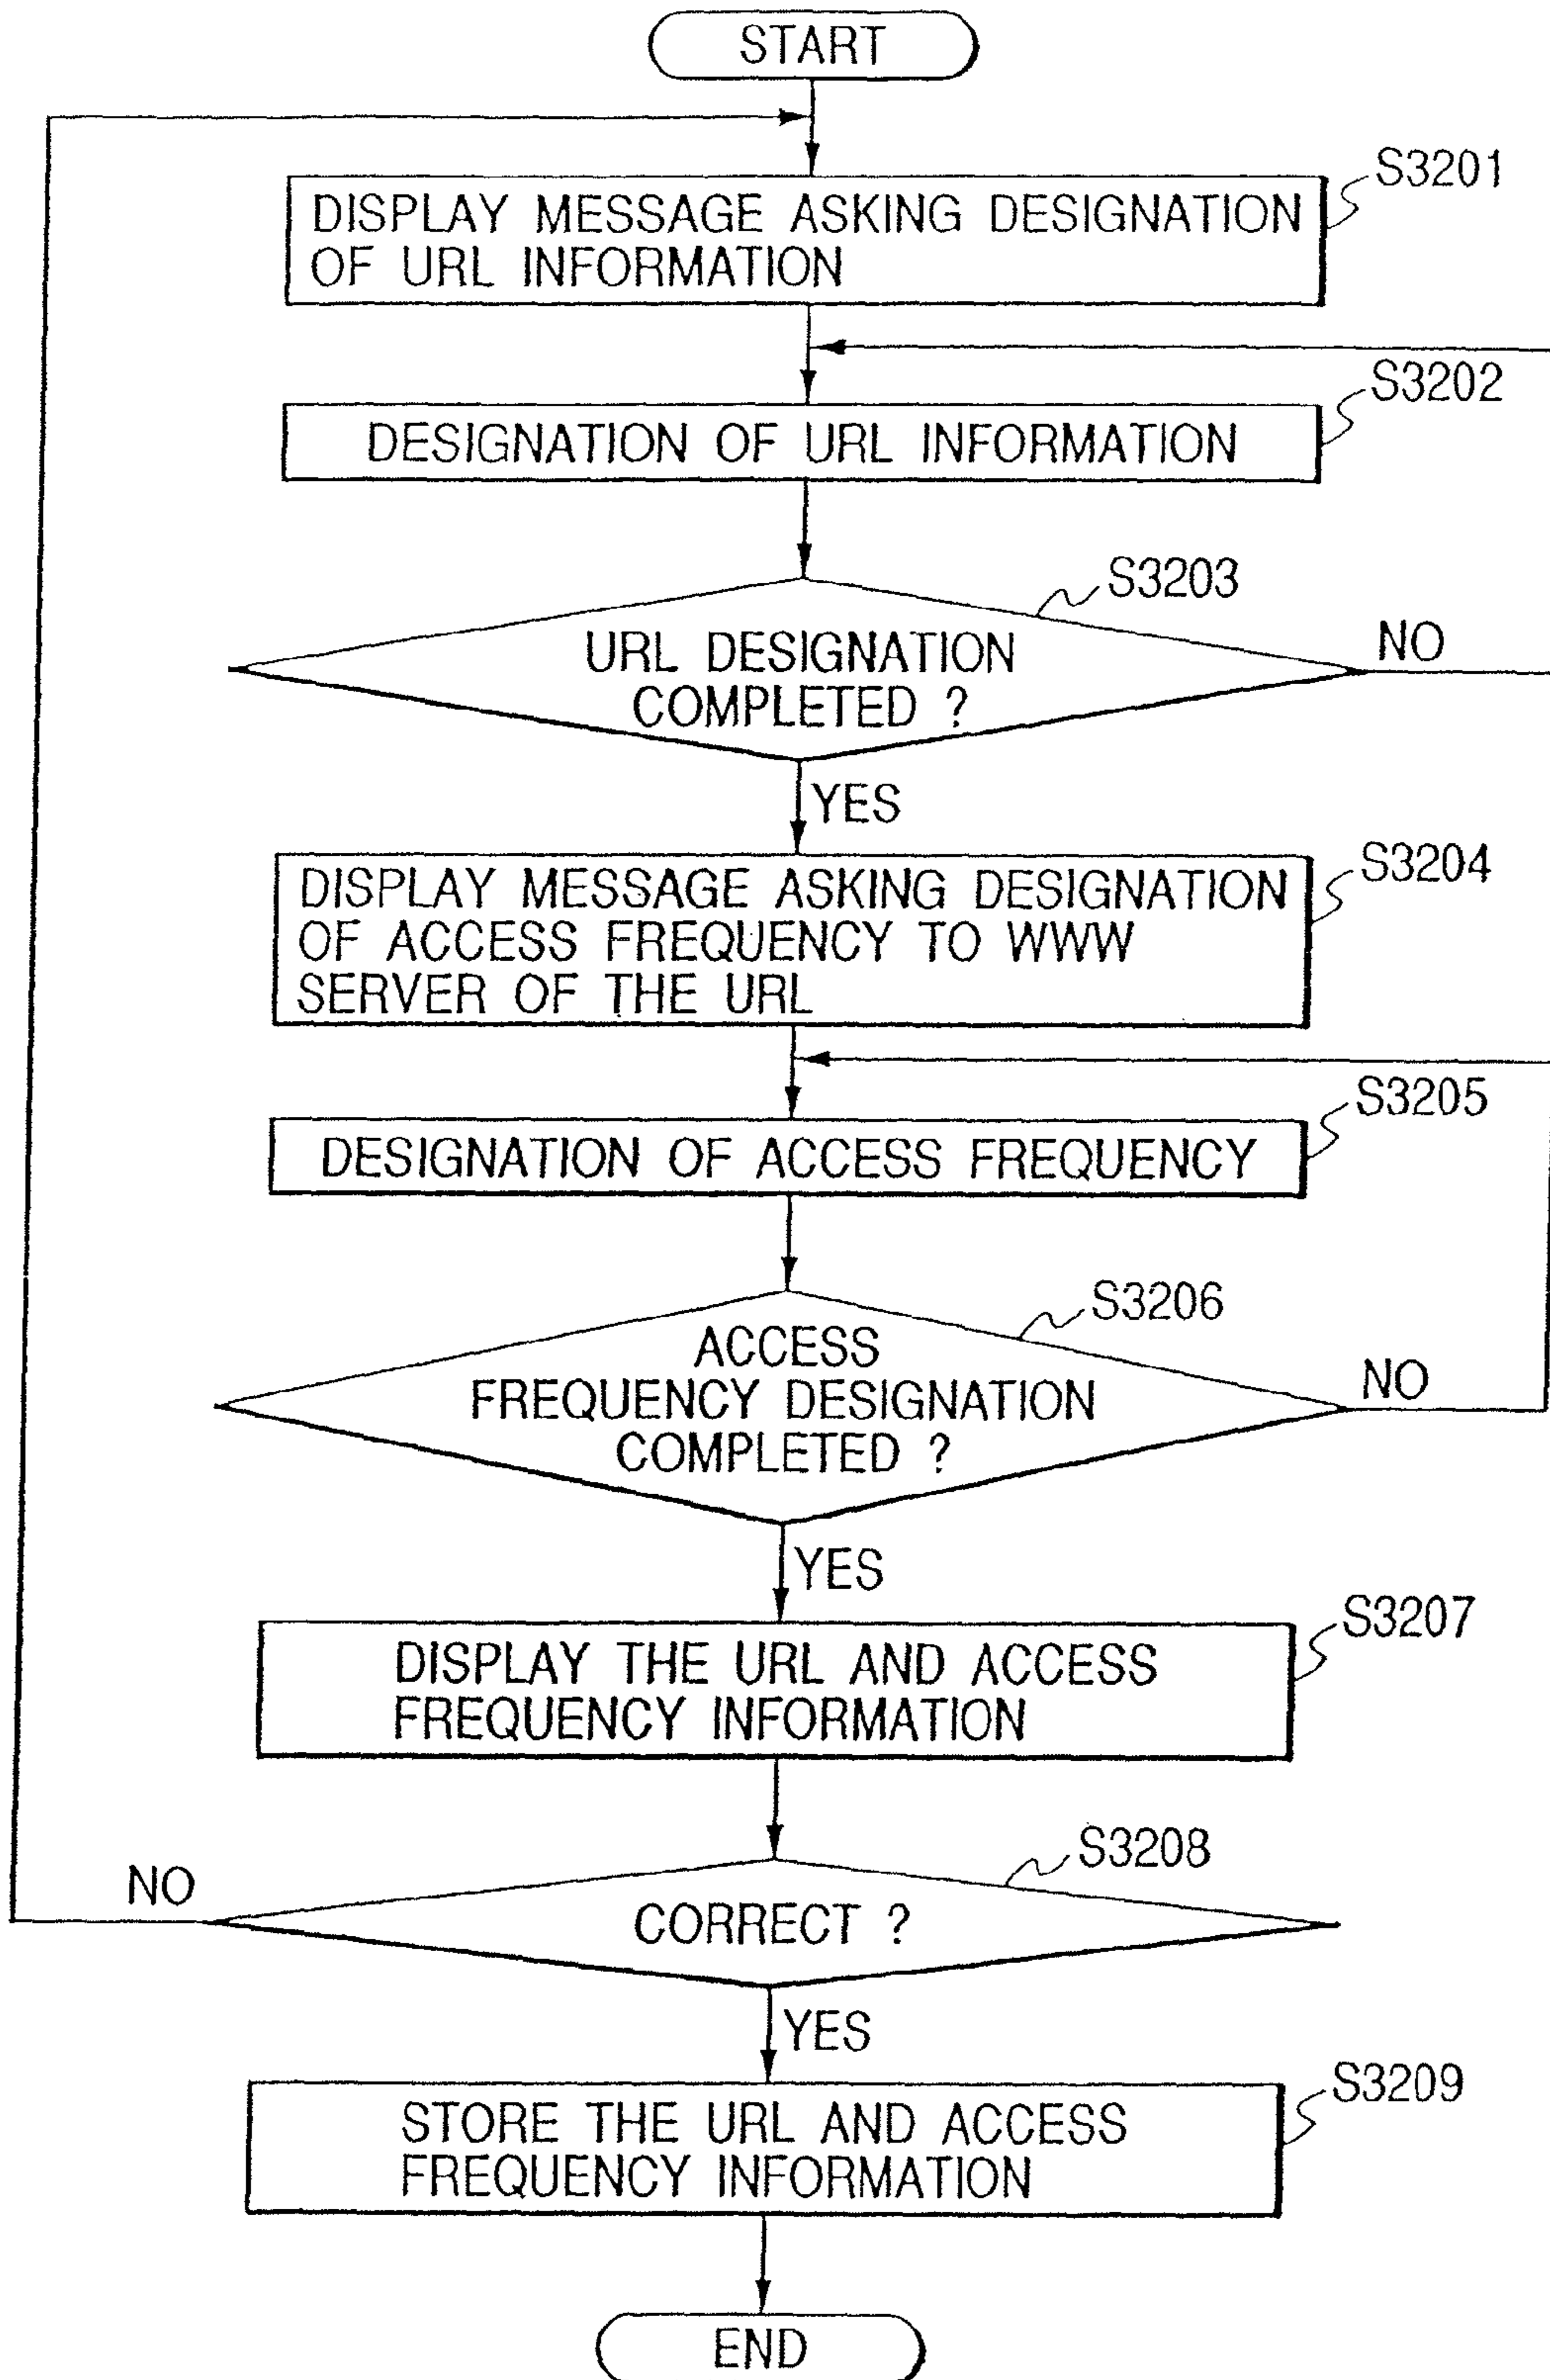 START
S3201
DISPLAY MESSAGE ASKING DESIGNATION
OF URL INFORMATION
S3202
DESIGNATION OF URL INFORMATION
S3203
URL DESIGNATION
COMPLETED ?
NO
YES
S3204
DISPLAY MESSAGE ASKING DESIGNATION
OF ACCESS FREQUENCY TO WWW
SERVER OF THE URL
S3205
DESIGNATION OF ACCESS FREQUENCY
S3206
ACCESS
FREQUENCY DESIGNATION
COMPLETED ?
NO
YES
S3207
DISPLAY THE URL AND ACCESS
FREQUENCY INFORMATION
S3208
NO
CORRECT ?
YES
S3209
STORE THE URL AND ACCESS
FREQUENCY INFORMATION
END